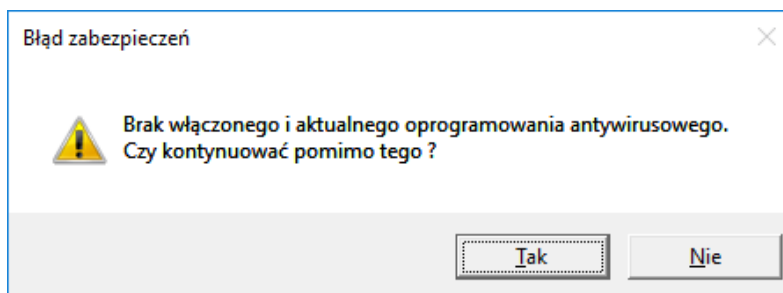 Błąd zabezpieczeń
Brak włączonego i aktualnego oprogramowania antywirusowego.
Czy kontynuować pomimo tego ?
Tak
Nie